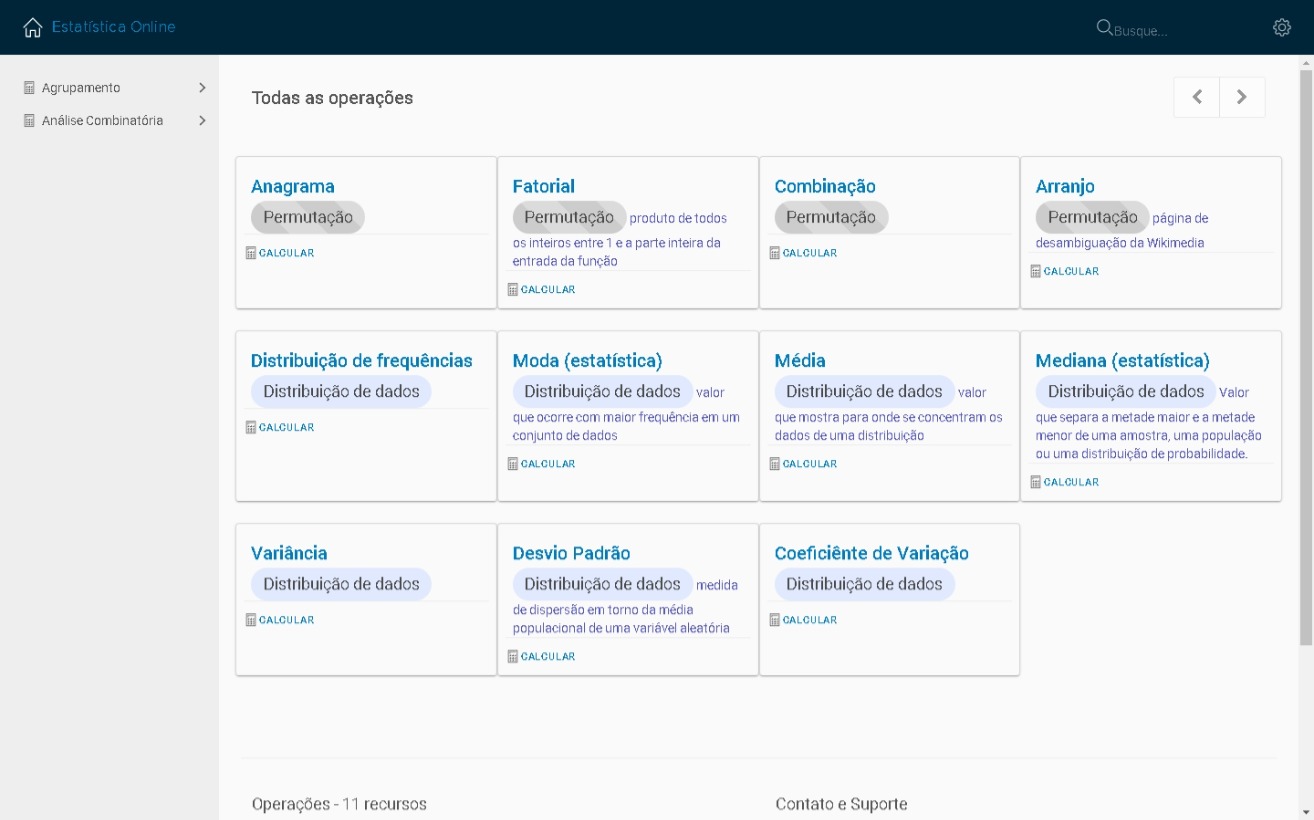 Estatística Online
Busque...
Agrupamento
Análise Combinatória
Todas as operações
Anagrama
Permutação
CALCULAR
Fatorial
Permutação produto de todos
os inteiros entre 1 e a parte inteira da
entrada da função
CALCULAR
Combinação
Permutação
CALCULAR
Arranjo
Permutação página de
desambiguação da Wikimedia
CALCULAR
Distribuição de frequências
Distribuição de dados
CALCULAR
Moda (estatística)
Distribuição de dados valor
que ocorre com maior frequência em um
conjunto de dados
CALCULAR
Média
Distribuição de dados valor
que mostra para onde se concentram os
dados de uma distribuição
CALCULAR
Mediana (estatística)
Distribuição de dados Valor
que separa a metade maior e a metade
menor de uma amostra, uma população
ou uma distribuição de probabilidade.
CALCULAR
Variância
Distribuição de dados
CALCULAR
Desvio Padrão
Distribuição de dados medida
de dispersão em torno da média
populacional de uma variável aleatória
CALCULAR
Coeficiênte de Variação
Distribuição de dados
CALCULAR
Operações - 11 recursos
Contato e Suporte